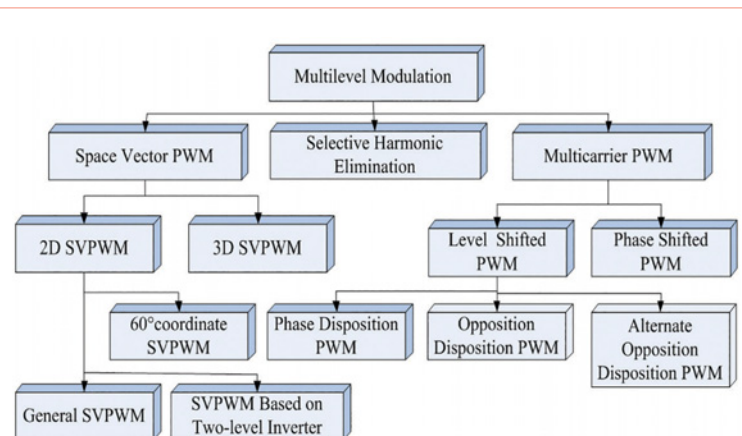 Multilevel Modulation
Space Vector PWM
Selective Harmonic
Elimination
Multicarrier PWM
2D SVPWM
3D SVPWM
Level Shifted
PWM
Phase Shifted
PWM
60°coordinate
SVPWM
Phase Disposition
PWM
Opposition
Disposition PWM
Alternate
Opposition
Disposition PWM
General SVPWM
SVPWM Based on
Two-level Inverter